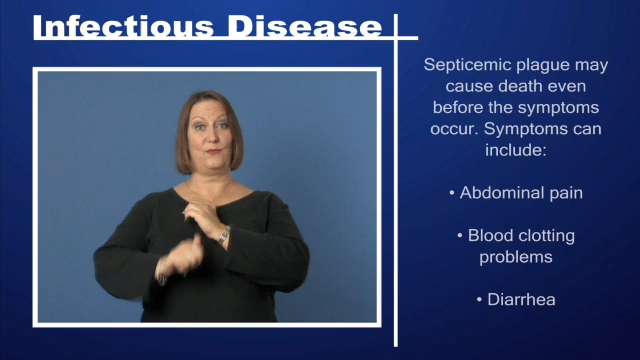 Infectious Disease
Septicemic plague may
cause death even
before the symptoms
occur. Symptoms can
include:
• Abdominal pain
• Blood clotting
problems
• Diarrhea